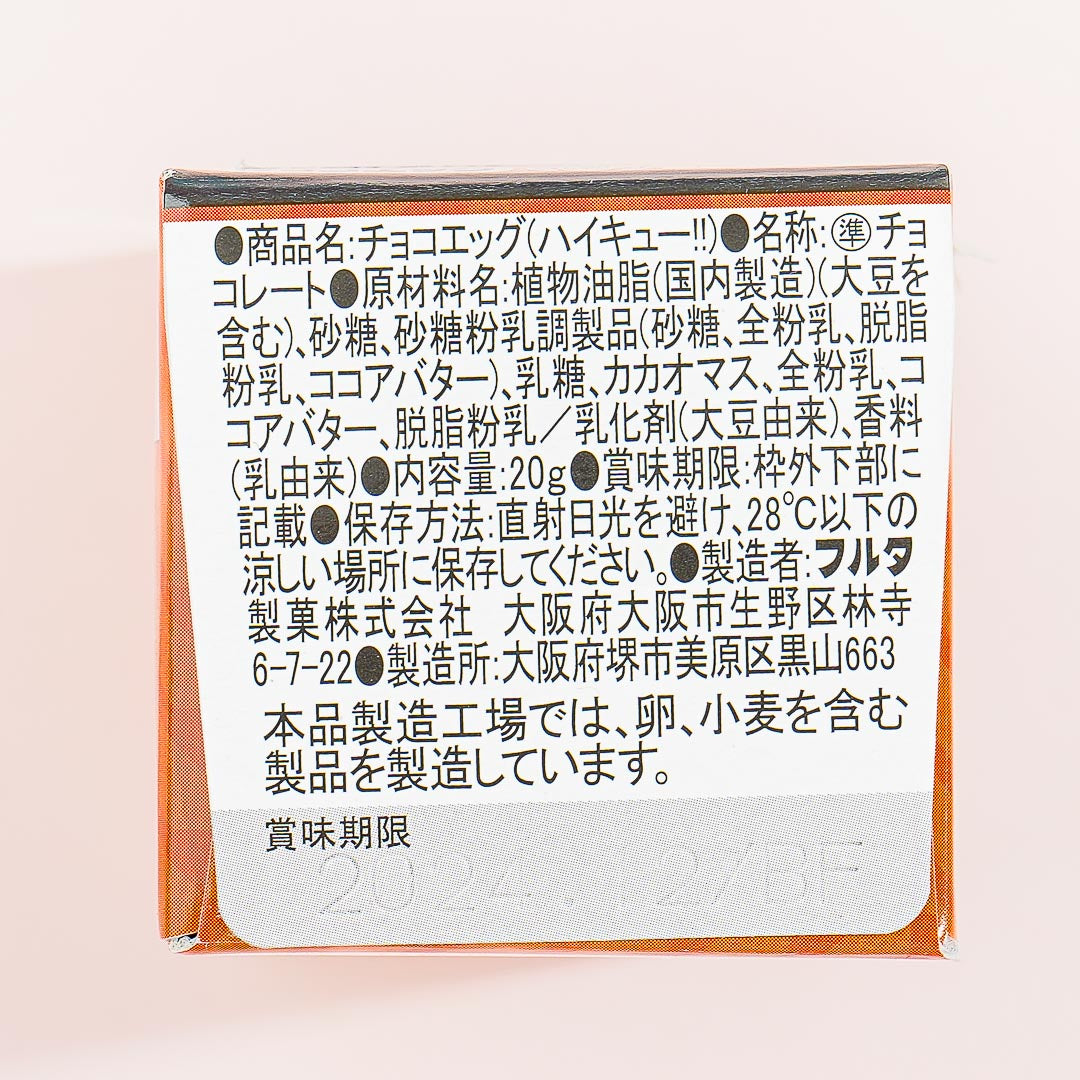 ●商品名:チョコエッグ(ハイキュー!!)●名称:㊗チョ
コレート●原材料名:植物油脂(国内製造)(大豆を
含む)、砂糖、砂糖粉乳調製品(砂糖、全粉乳、脱脂
粉乳、ココアバター)、乳糖、カカオマス、全粉乳、コ
コアバター、脱脂粉乳/乳化剤(大豆由来)、香料
(乳由来)●内容量:20g●賞味期限:枠外下部に
記載●保存方法:直射日光を避け、28℃以下の
涼しい場所に保存してください。●製造者:フルタ
製菓株式会社 大阪府大阪市生野区林寺
6-7-22●製造所:大阪府堺市美原区黒山663
本品製造工場では、卵、小麦を含む
製品を製造しています。
賞味期限